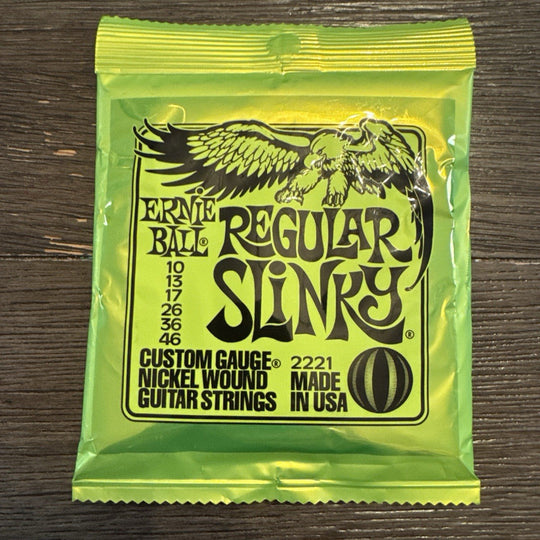 ERNIE
BALL®
REGULAR
SLINKY®
10
13
17
26
36
46
CUSTOM GAUGE®
NICKEL WOUND
GUITAR STRINGS
2221
MADE
IN USA